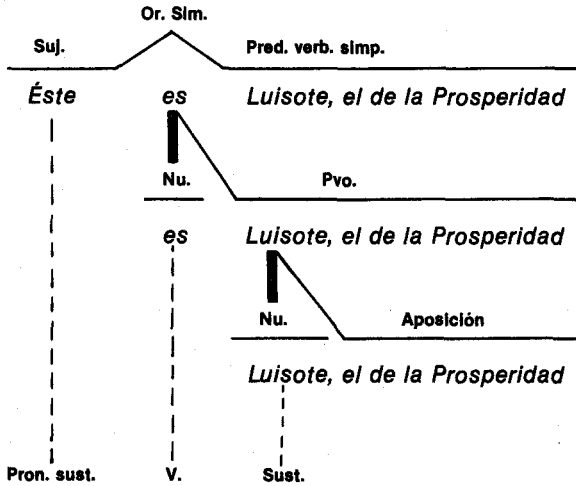 Or. Sim.
Suj. Pred. verb. simp.
Éste es Luisote, el de la Prosperidad
Nu. Pvo.
es Luisote, el de la Prosperidad
Nu. Aposición
Luisote, el de la Prosperidad
Pron. sust. V. Sust.